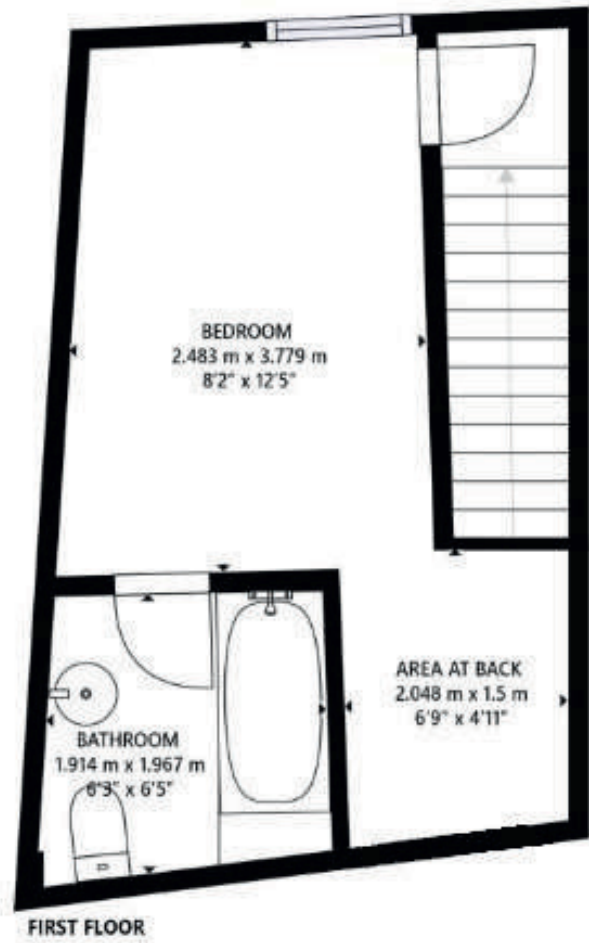 BEDROOM
2.483 m x 3.779 m
8'2" x 12'5"
AREA AT BACK
2.048 m x 1.5 m
6'9" x 4'11"
BATHROOM
1.914 m x 1.967 m
6'3" x 6'5"
FIRST FLOOR